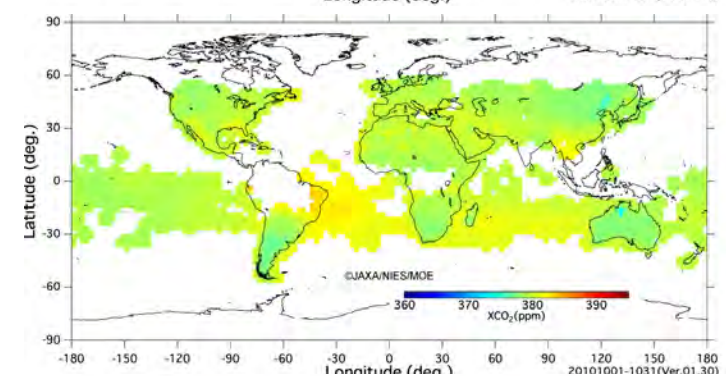 90
60
30
0
-30
-60
-90
Latitude (deg.)
©JAXA/NIES/MOE
360 370 380 390
XCO₂(ppm)
-180 -150 -120 -90 -60 -30 0 30 60 90 120 150 180
Longitude (deg.)
20101001-1031(Ver.01.30)